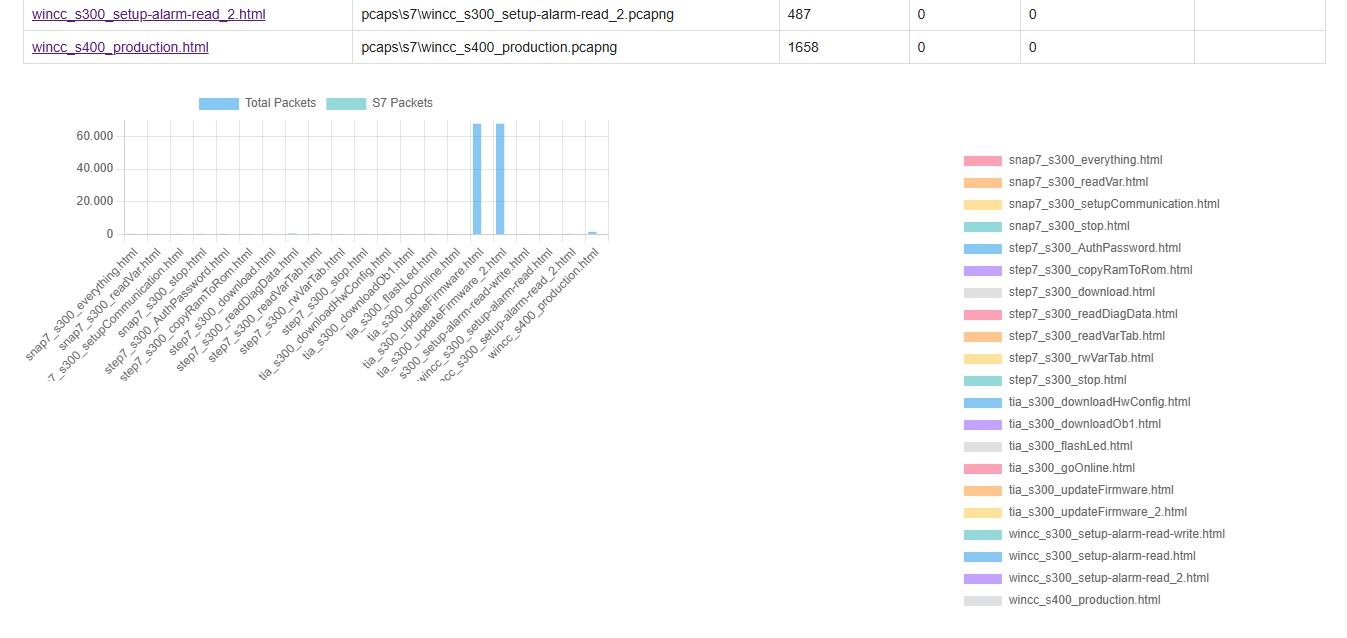 wincc_s300_setup-alarm-read_2.html pcaps\s7\wincc_s300_setup-alarm-read_2.pcapng 487 0 0
wincc_s400_production.html pcaps\s7\wincc_s400_production.pcapng 1658 0 0
Total Packets S7 Packets
60.000
40.000
20.000
0
snap7_s300_everything.html
snap7_s300_readVar.html
7_s300_setupCommunication.html
snap7_s300_stop.html
step7_s300_AuthPassword.html
step7_s300_copyRamToRom.html
step7_s300_download.html
step7_s300_readDiagData.html
step7_s300_readVarTab.html
step7_s300_rwVarTab.html
step7_s300_stop.html
tia_s300_downloadHwConfig.html
tia_s300_downloadOb1.html
tia_s300_flashLed.html
tia_s300_goOnline.html
tia_s300_updateFirmware.html
tia_s300_updateFirmware_2.html
s300_setup-alarm-read-write.html
wincc_s300_setup-alarm-read.html
cc_s300_setup-alarm-read_2.html
wincc_s400_production.html
snap7_s300_everything.html
snap7_s300_readVar.html
snap7_s300_setupCommunication.html
snap7_s300_stop.html
step7_s300_AuthPassword.html
step7_s300_copyRamToRom.html
step7_s300_download.html
step7_s300_readDiagData.html
step7_s300_readVarTab.html
step7_s300_rwVarTab.html
step7_s300_stop.html
tia_s300_downloadHwConfig.html
tia_s300_downloadOb1.html
tia_s300_flashLed.html
tia_s300_goOnline.html
tia_s300_updateFirmware.html
tia_s300_updateFirmware_2.html
wincc_s300_setup-alarm-read-write.html
wincc_s300_setup-alarm-read.html
wincc_s300_setup-alarm-read_2.html
wincc_s400_production.html